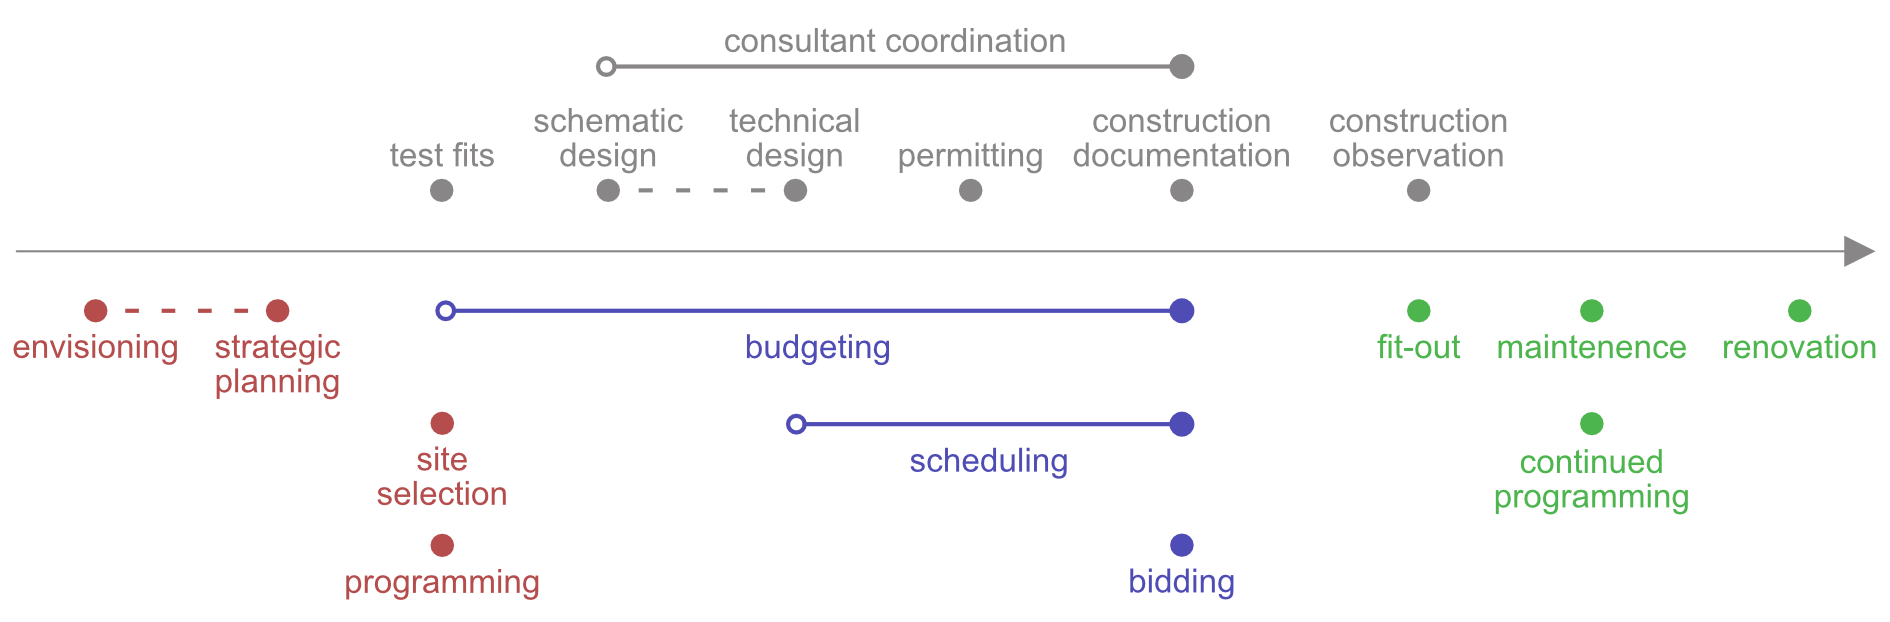 consultant coordination
schematic
design
technical
design
test fits
permitting
construction
documentation
construction
observation
envisioning
strategic
planning
budgeting
fit-out
maintenence
renovation
site
selection
scheduling
continued
programming
programming
bidding